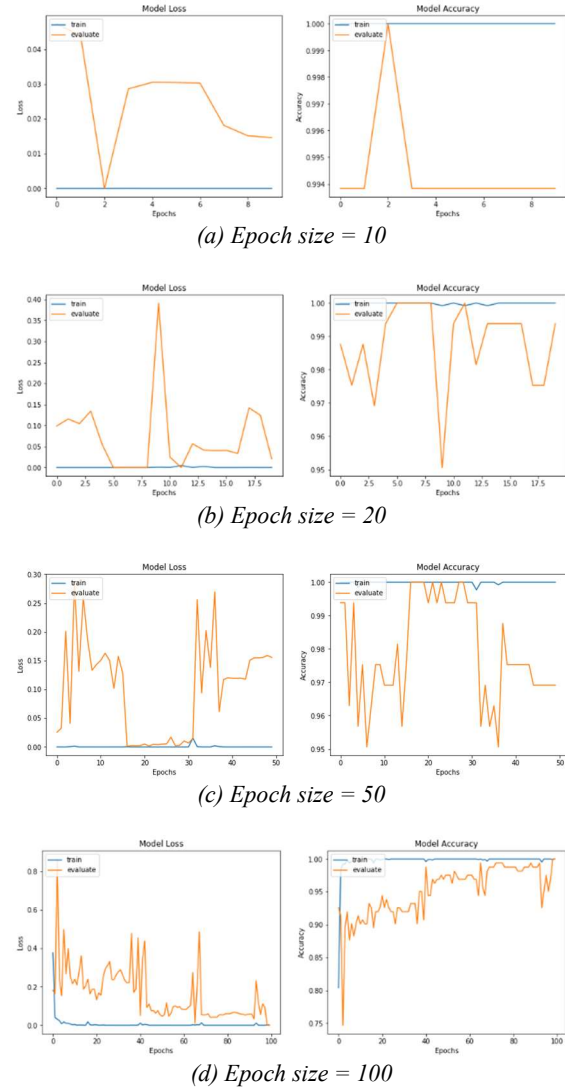 Model Loss
train
evaluate
0.04
0.03
0.02
0.01
0.00
Loss
0 2 4 6 8
Epochs
Model Accuracy
train
evaluate
1.000
0.999
0.998
0.997
0.996
0.995
0.994
Accuracy
0 2 4 6 8
Epochs
(a) Epoch size = 10
Model Loss
train
evaluate
0.40
0.35
0.30
0.25
0.20
0.15
0.10
0.05
0.00
Loss
0.0 2.5 5.0 7.5 10.0 12.5 15.0 17.5
Epochs
Model Accuracy
train
evaluate
1.00
0.99
0.98
0.97
0.96
0.95
Accuracy
0.0 2.5 5.0 7.5 10.0 12.5 15.0 17.5
Epochs
(b) Epoch size = 20
Model Loss
train
evaluate
0.30
0.25
0.20
0.15
0.10
0.05
0.00
Loss
0 10 20 30 40 50
Epochs
Model Accuracy
train
evaluate
1.00
0.99
0.98
0.97
0.96
0.95
Accuracy
0 10 20 30 40 50
Epochs
(c) Epoch size = 50
Model Loss
train
evaluate
0.8
0.6
0.4
0.2
0.0
Loss
0 20 40 60 80 100
Epochs
Model Accuracy
train
evaluate
1.00
0.95
0.90
0.85
0.80
0.75
Accuracy
0 20 40 60 80 100
Epochs
(d) Epoch size = 100